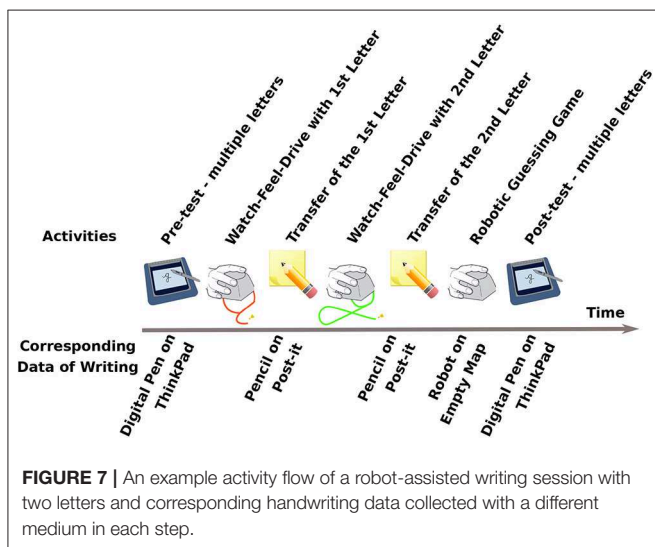 Pre-test - multiple letters
Watch-Feel-Drive with 1st Letter
Transfer of the 1st Letter
Watch-Feel-Drive with 2nd Letter
Transfer of the 2nd Letter
Robotic Guessing Game
Post-test - multiple letters
Activities
Time
Corresponding
Data of Writing
Digital Pen on
ThinkPad
Pencil on
Post-it
Pencil on
Post-it
Robot on
Empty Map
Digital Pen on
ThinkPad
FIGURE 7 | An example activity flow of a robot-assisted writing session with
two letters and corresponding handwriting data collected with a different
medium in each step.